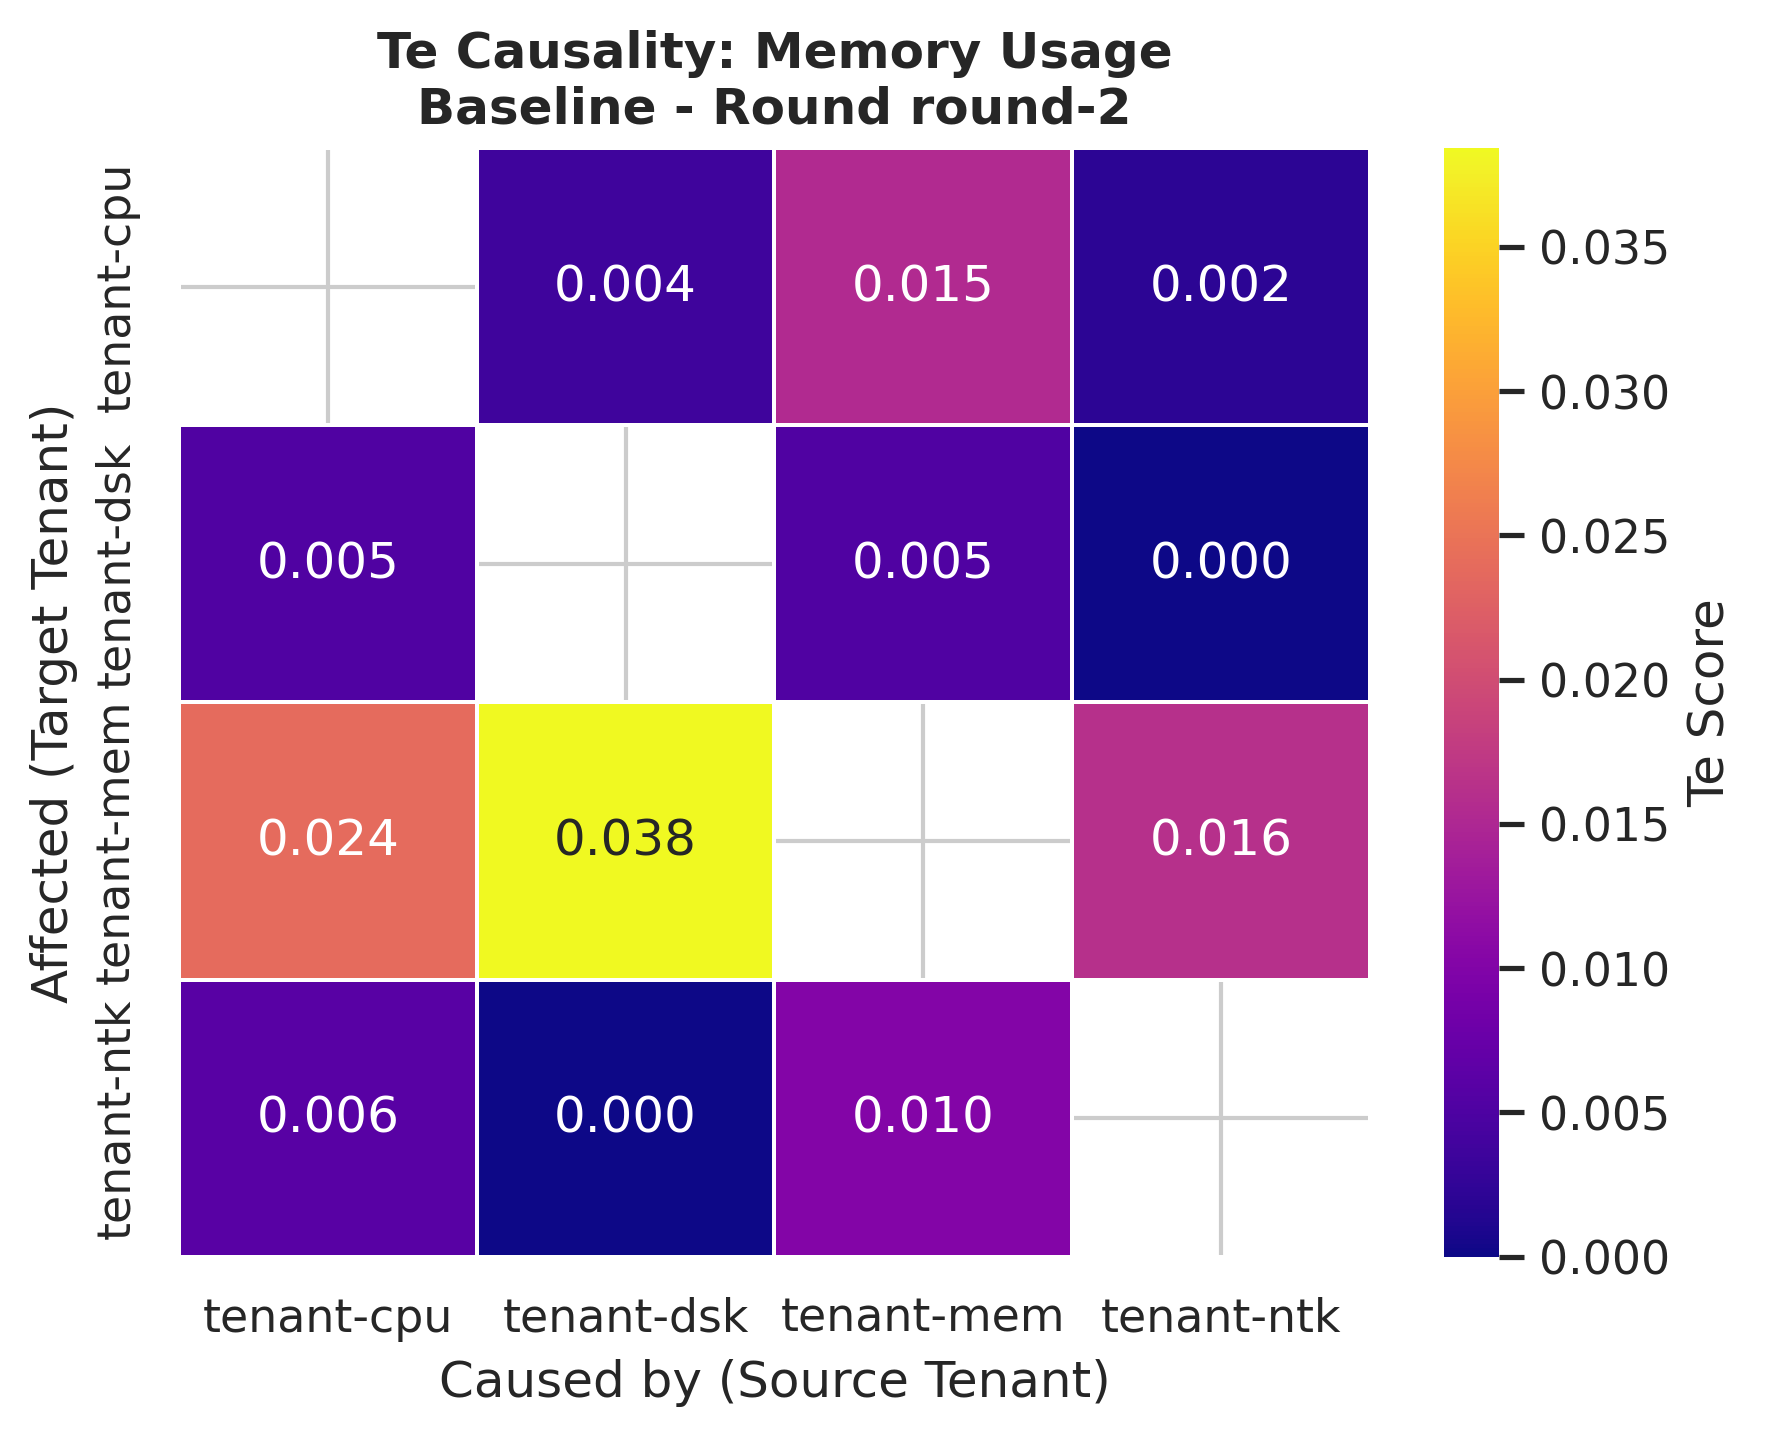 Te Causality: Memory Usage
Baseline - Round round-2
Affected (Target Tenant)
tenant-cpu
0.004 0.015 0.002
tenant-dsk
0.005 0.005 0.000
tenant-mem
0.024 0.038 0.016
tenant-ntk
0.006 0.000 0.010
tenant-cpu tenant-dsk tenant-mem tenant-ntk
Caused by (Source Tenant)
0.035
0.030
0.025
0.020
0.015
0.010
0.005
0.000
Te Score